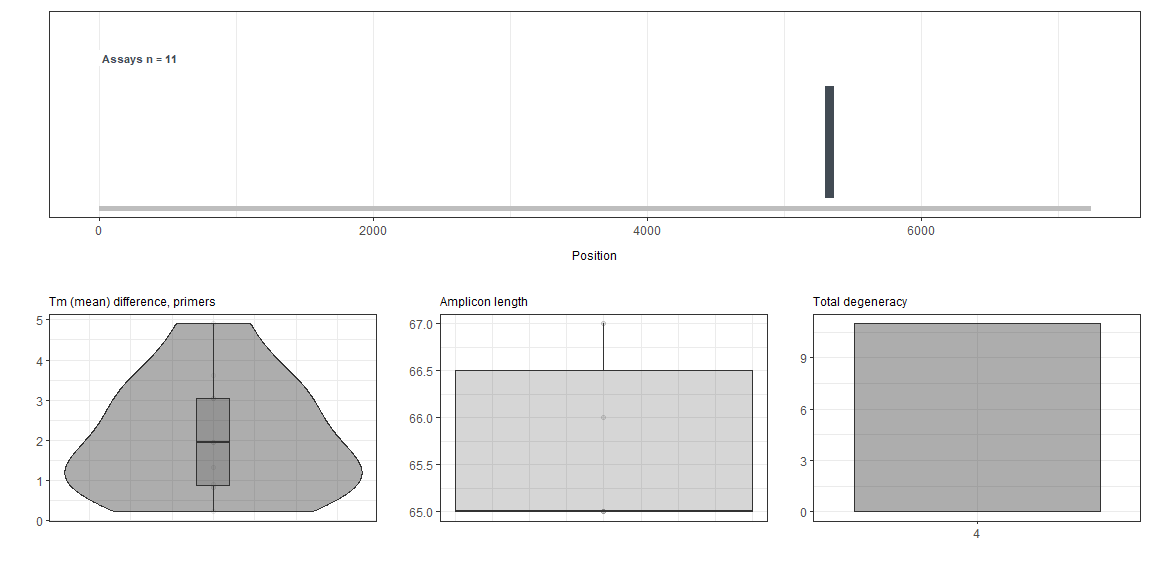 Assays n = 11
0 2000 4000 6000
Position
Tm (mean) difference, primers
5
4
3
2
1
0
Amplicon length
67.0
66.5
66.0
65.5
65.0
Total degeneracy
9
6
3
0
4